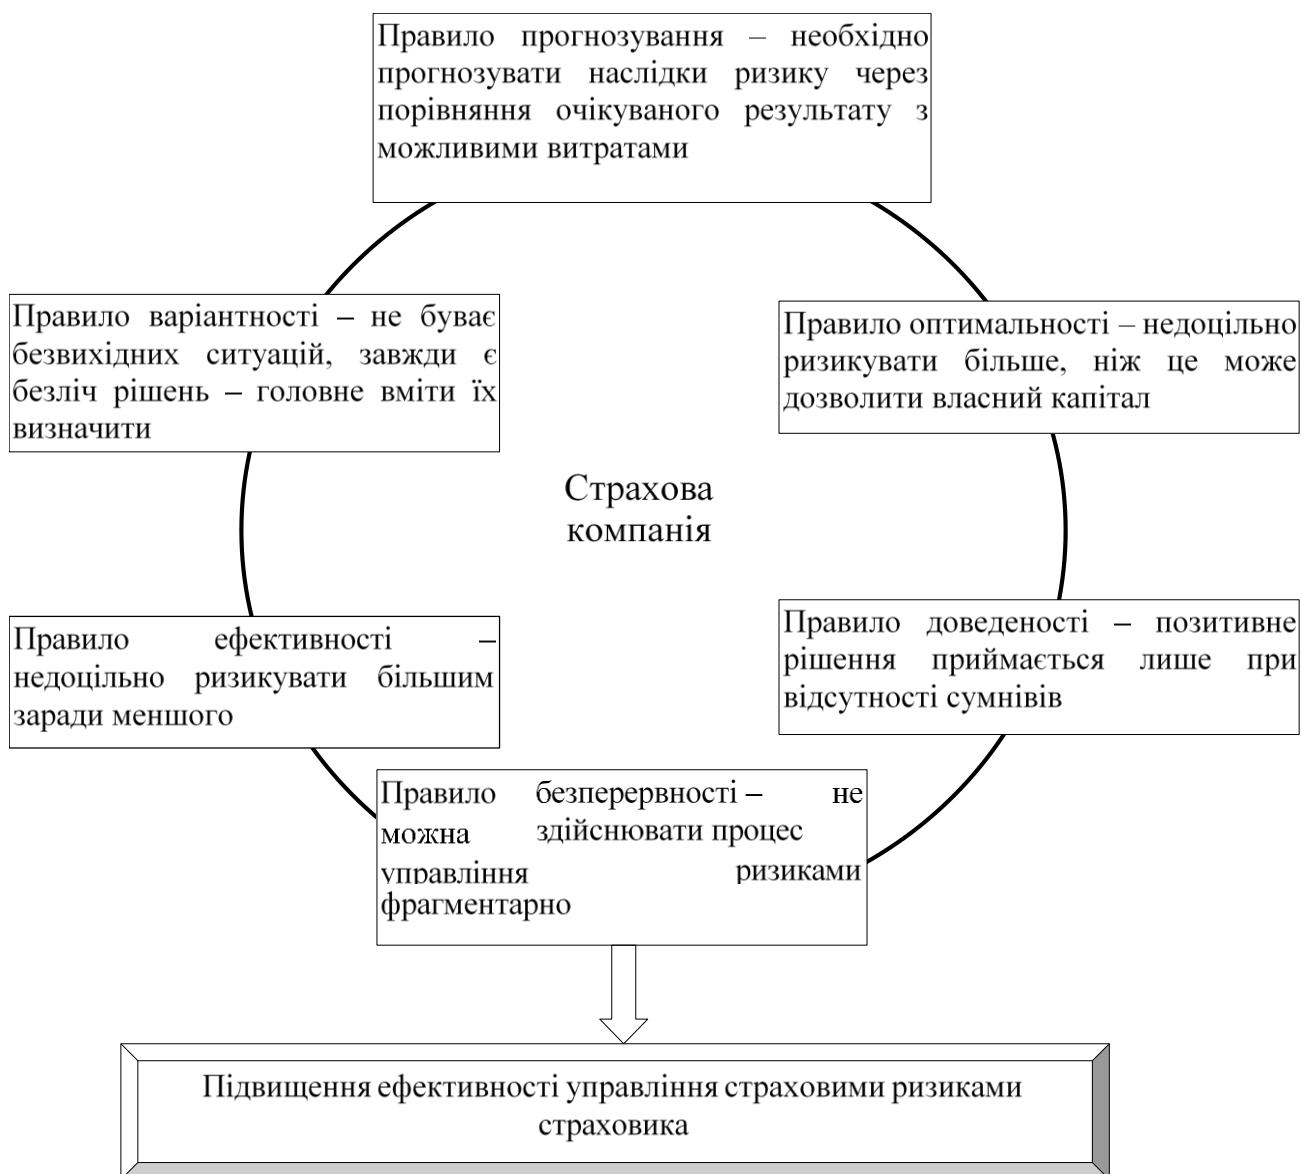 Правило прогнозування – необхідно
прогнозувати наслідки ризику через
порівняння очікуваного результату з
можливими витратами
Правило варіантності – не буває
безвихідних ситуацій, завжди є
безліч рішень – головне вміти їх
визначити
Правило оптимальності – недоцільно
ризикувати більше, ніж це може
дозволити власний капітал
Страхова
компанія
Правило ефективності –
недоцільно ризикувати більшим
заради меншого
Правило доведеності – позитивне
рішення приймається лише при
відсутності сумнівів
Правило безперервності – не
можна здійснювати процес
управління ризиками
фрагментарно
Підвищення ефективності управління страховими ризиками
страховика